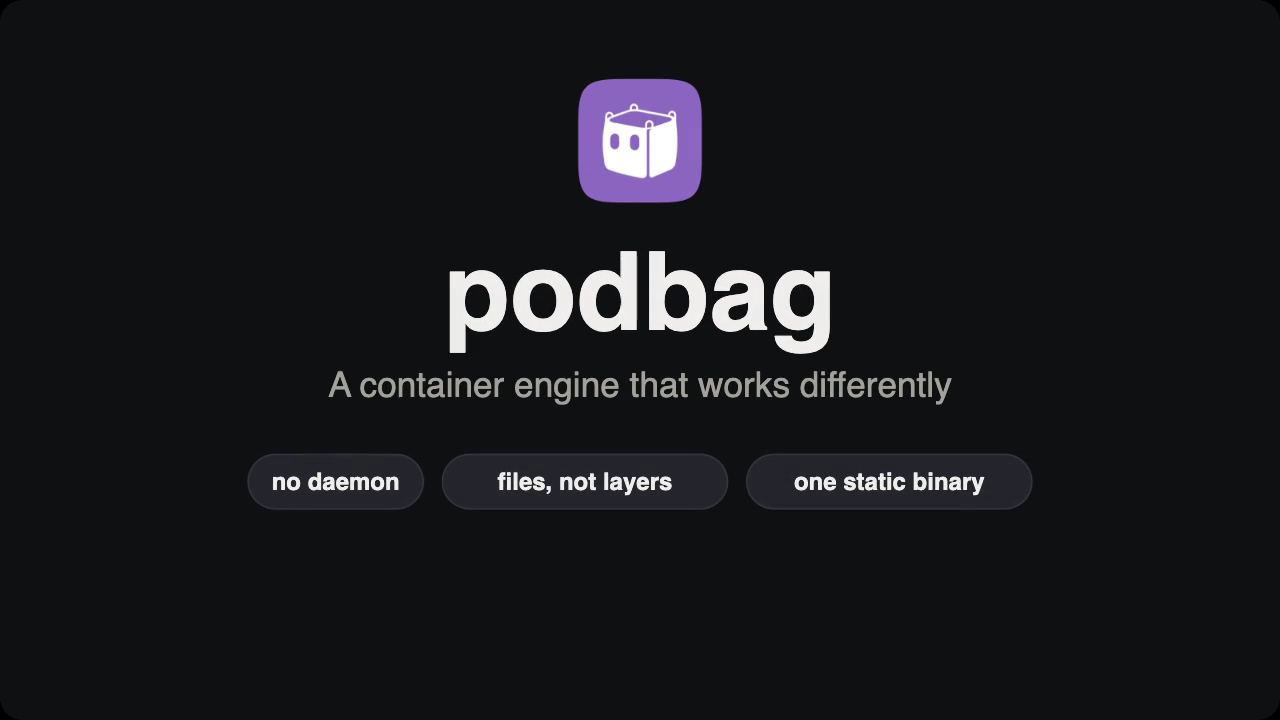 podbag
A container engine that works differently
no daemon
files, not layers
one static binary